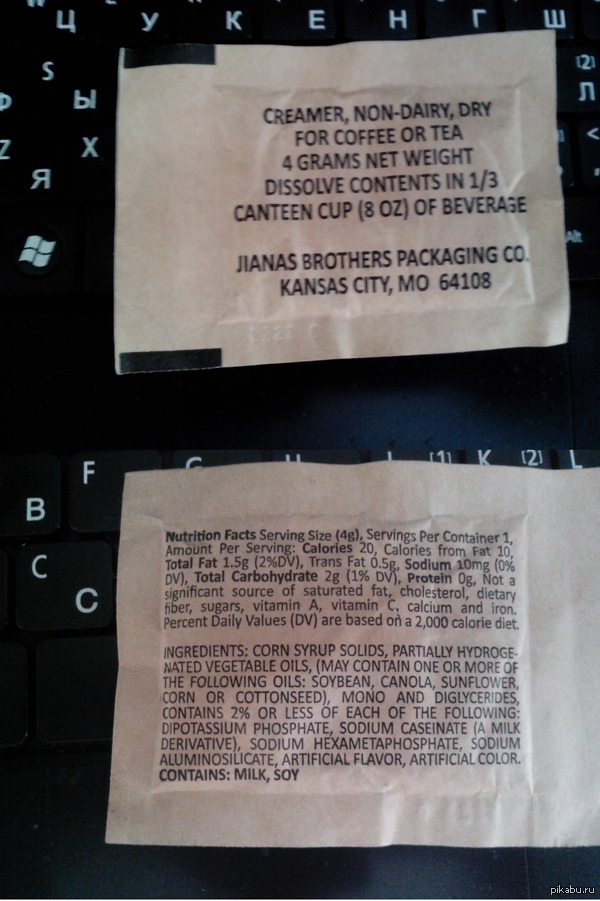 Ц У К Е Н Г Ш
S [2]
Ф Ы Л
Z X <
Я
Alt
CREAMER, NON-DAIRY, DRY
FOR COFFEE OR TEA
4 GRAMS NET WEIGHT
DISSOLVE CONTENTS IN 1/3
CANTEEN CUP (8 OZ) OF BEVERAGE
JIANAS BROTHERS PACKAGING CO.
KANSAS CITY, MO 64108
F G [1] K [2] L
В
C
С
Nutrition Facts Serving Size (4g), Servings Per Container 1,
Amount Per Serving: Calories 20, Calories from Fat 10,
Total Fat 1.5g (2%DV), Trans Fat 0.5g, Sodium 10mg (0%
DV), Total Carbohydrate 2g (1% DV), Protein 0g, Not a
significant source of saturated fat, cholesterol, dietary
fiber, sugars, vitamin A, vitamin C, calcium and iron.
Percent Daily Values (DV) are based on a 2,000 calorie diet.
INGREDIENTS: CORN SYRUP SOLIDS, PARTIALLY HYDROGE-
NATED VEGETABLE OILS, (MAY CONTAIN ONE OR MORE OF
THE FOLLOWING OILS: SOYBEAN, CANOLA, SUNFLOWER,
CORN OR COTTONSEED), MONO AND DIGLYCERIDES,
CONTAINS 2% OR LESS OF EACH OF THE FOLLOWING:
DIPOTASSIUM PHOSPHATE, SODIUM CASEINATE (A MILK
DERIVATIVE), SODIUM HEXAMETAPHOSPHATE, SODIUM
ALUMINOSILICATE, ARTIFICIAL FLAVOR, ARTIFICIAL COLOR.
CONTAINS: MILK, SOY
pikabu.ru